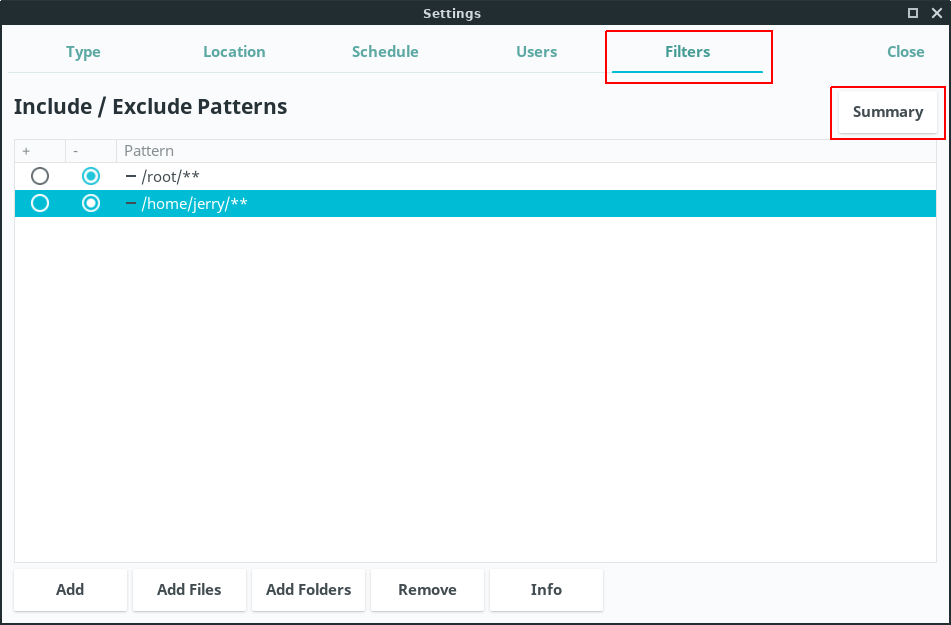 Settings
Type Location Schedule Users Filters Close
Include / Exclude Patterns
Summary
+ - Pattern
/root/**
/home/jerry/**
Add Add Files Add Folders Remove Info